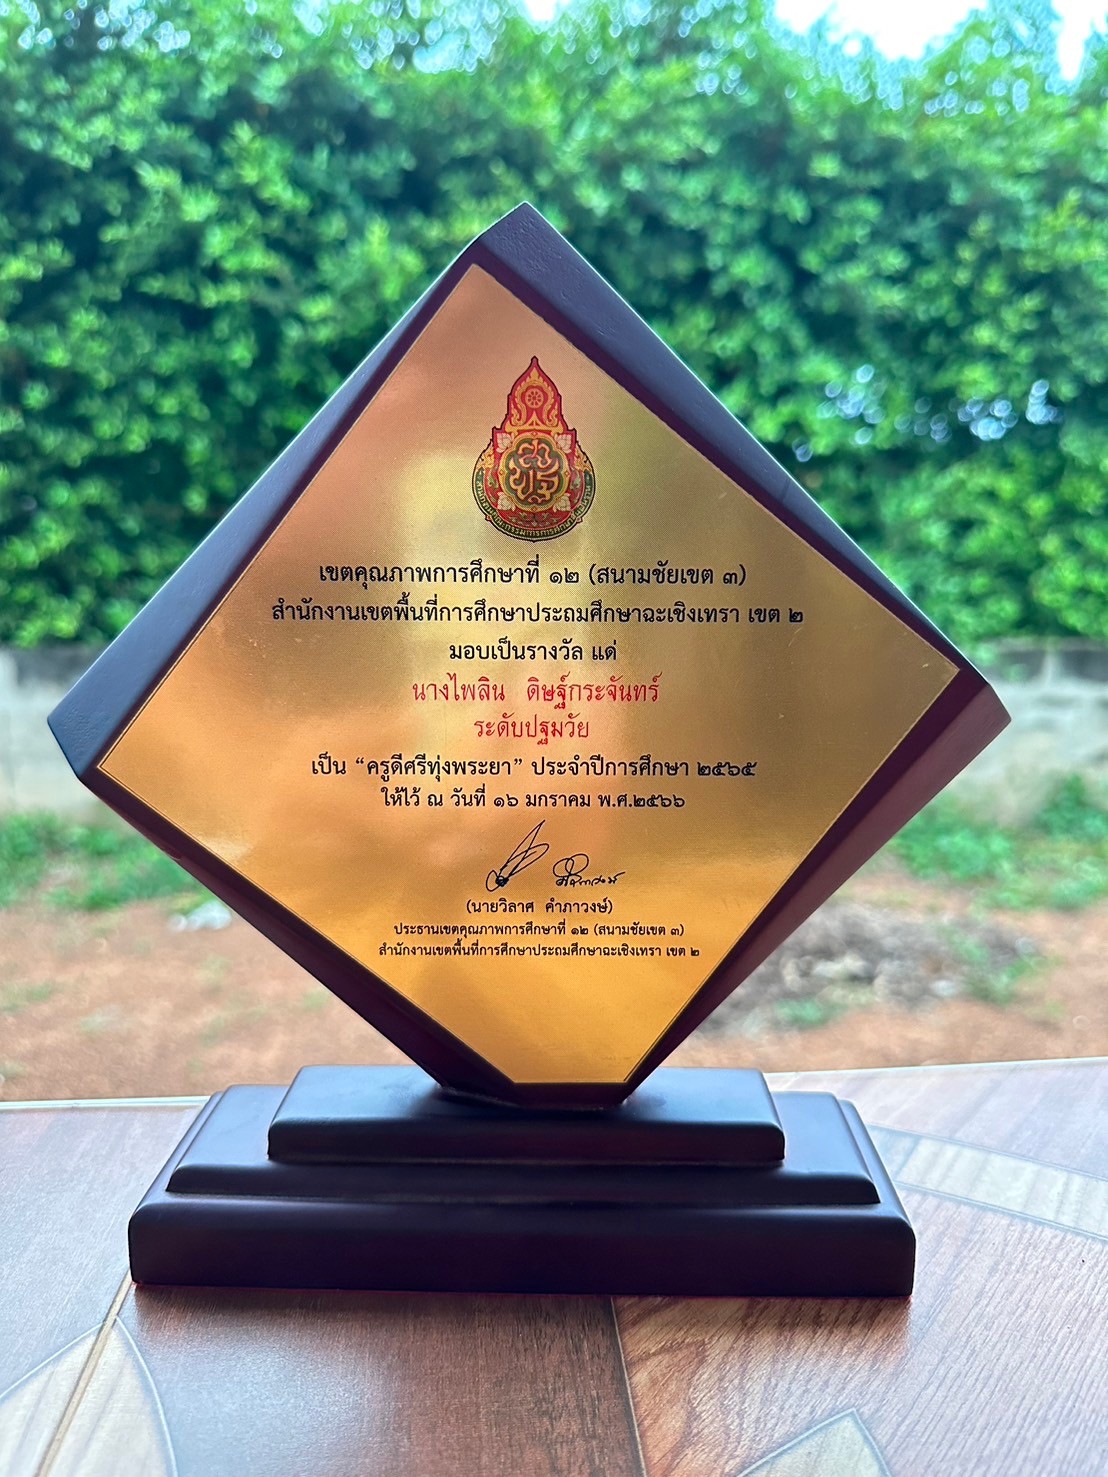 เขตคุณภาพการศึกษาที่ ๑๒ (สนามชัยเขต ๓)
สำนักงานเขตพื้นที่การศึกษาประถมศึกษาฉะเชิงเทรา เขต ๒
มอบเป็นรางวัล แด่
นางไพลิน ดิษฐ์กระจันทร์
ระดับปฐมวัย
เป็น “ครูดีศรีทุ่งพระยา” ประจำปีการศึกษา ๒๕๖๕
ให้ไว้ ณ วันที่ ๑๖ มกราคม พ.ศ.๒๕๖๖
(นายวิลาศ คำภาวงษ์)
ประธานเขตคุณภาพการศึกษาที่ ๑๒ (สนามชัยเขต ๓)
สำนักงานเขตพื้นที่การศึกษาประถมศึกษาฉะเชิงเทรา เขต ๒